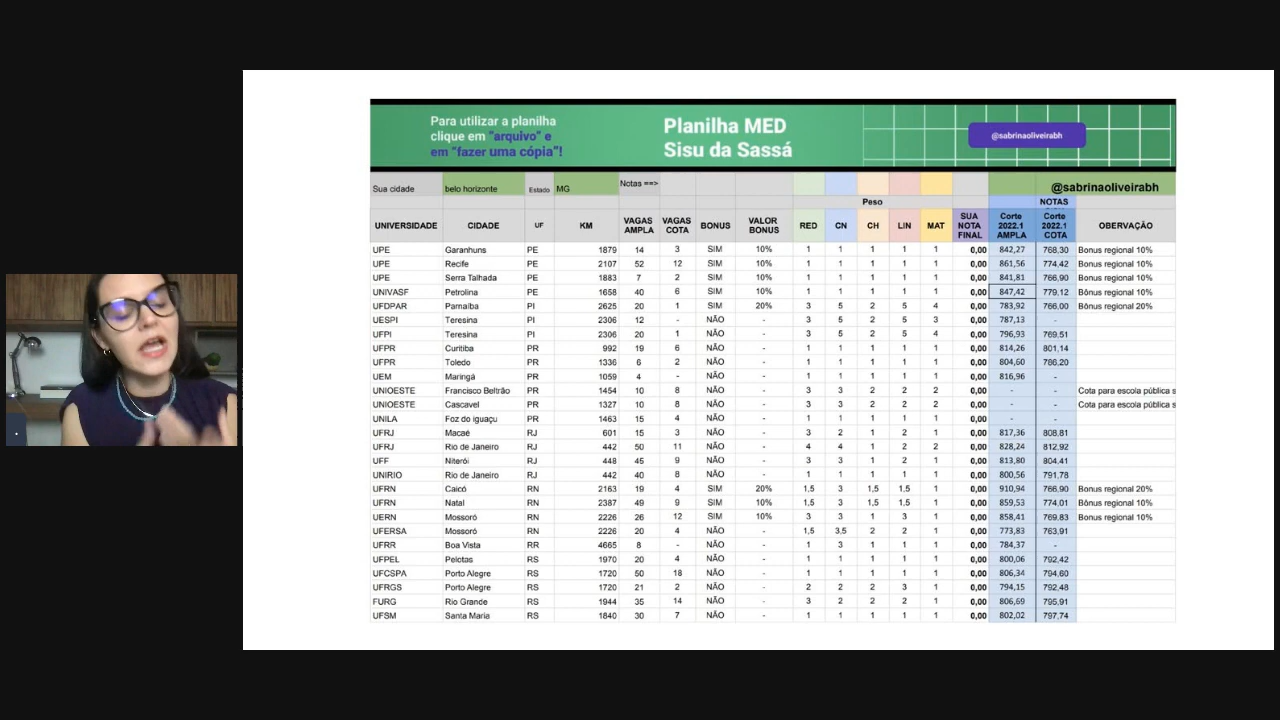 Para utilizar a planilha
clique em "arquivo" e
em "fazer uma cópia"!
Planilha MED
Sisu da Sassá
@sabrinaoliveirabh
Sua cidade belo horizonte Estado MG Notas ==> @sabrinaoliveirabh
Peso NOTAS
UNIVERSIDADE CIDADE UF KM VAGAS AMPLA VAGAS COTA BONUS VALOR BONUS RED CN CH LIN MAT SUA NOTA FINAL Corte 2022.1 AMPLA Corte 2022.1 COTA OBERVAÇÃO
UPE Garanhuns PE 1879 14 3 SIM 10% 1 1 1 1 1 0,00 842,27 768,30 Bonus regional 10%
UPE Recife PE 2107 52 12 SIM 10% 1 1 1 1 1 0,00 861,56 774,42 Bonus regional 10%
UPE Serra Talhada PE 1883 7 2 SIM 10% 1 1 1 1 1 0,00 841,81 766,90 Bonus regional 10%
UNIVASF Petrolina PE 1658 40 6 SIM 10% 1 1 1 1 1 0,00 847,42 779,12 Bônus regional 10%
UFDPAR Parnaíba PI 2625 20 1 SIM 20% 3 5 2 5 4 0,00 783,92 766,00 Bonus regional 20%
UESPI Teresina PI 2306 12 - NÃO - 3 5 2 5 3 0,00 787,13 -
UFPI Teresina PI 2306 20 1 NÃO - 3 5 2 5 4 0,00 796,93 769,51
UFPR Curitiba PR 992 19 6 NÃO - 1 1 1 1 1 0,00 814,26 801,14
UFPR Toledo PR 1336 6 2 NÃO - 1 1 1 1 1 0,00 804,60 786,20
UEM Maringá PR 1059 4 - NÃO - 1 1 1 1 1 0,00 816,96 -
UNIOESTE Francisco Beltrão PR 1454 10 8 NÃO - 3 3 2 2 2 0,00 - - Cota para escola pública s
UNIOESTE Cascavel PR 1327 10 8 NÃO - 3 3 2 2 2 0,00 - - Cota para escola pública s
UNILA Foz do iguaçu PR 1463 15 4 NÃO - 1 1 1 1 1 0,00 - -
UFRJ Macaé RJ 601 15 3 NÃO - 3 2 1 2 1 0,00 817,36 808,81
UFRJ Rio de Janeiro RJ 442 50 11 NÃO - 4 4 1 2 2 0,00 828,24 812,92
UFF Niterói RJ 448 45 9 NÃO - 3 3 1 2 1 0,00 813,80 804,41
UNIRIO Rio de Janeiro RJ 442 40 8 NÃO - 1 1 1 1 1 0,00 800,56 791,78
UFRN Caicó RN 2163 19 4 SIM 20% 1,5 3 1,5 1,5 1 0,00 910,94 766,90 Bonus regional 20%
UFRN Natal RN 2387 49 9 SIM 10% 1,5 3 1,5 1,5 1 0,00 859,53 774,01 Bônus regional 10%
UERN Mossoró RN 2226 26 12 SIM 10% 3 3 1 3 1 0,00 858,41 769,83 Bonus regional 10%
UFERSA Mossoró RN 2226 20 4 NÃO - 1,5 3,5 2 2 1 0,00 773,83 763,91
UFRR Boa Vista RR 4665 8 - NÃO - 1 3 1 1 1 0,00 784,37 -
UFPEL Pelotas RS 1970 20 4 NÃO - 1 1 1 1 1 0,00 800,06 792,42
UFCSPA Porto Alegre RS 1720 50 18 NÃO - 1 1 1 1 1 0,00 806,34 794,60
UFRGS Porto Alegre RS 1720 21 2 NÃO - 2 2 2 3 1 0,00 794,15 792,48
FURG Rio Grande RS 1944 35 14 NÃO - 3 2 2 2 1 0,00 806,69 795,91
UFSM Santa Maria RS 1840 30 7 NÃO - 1 1 1 1 1 0,00 802,02 797,74